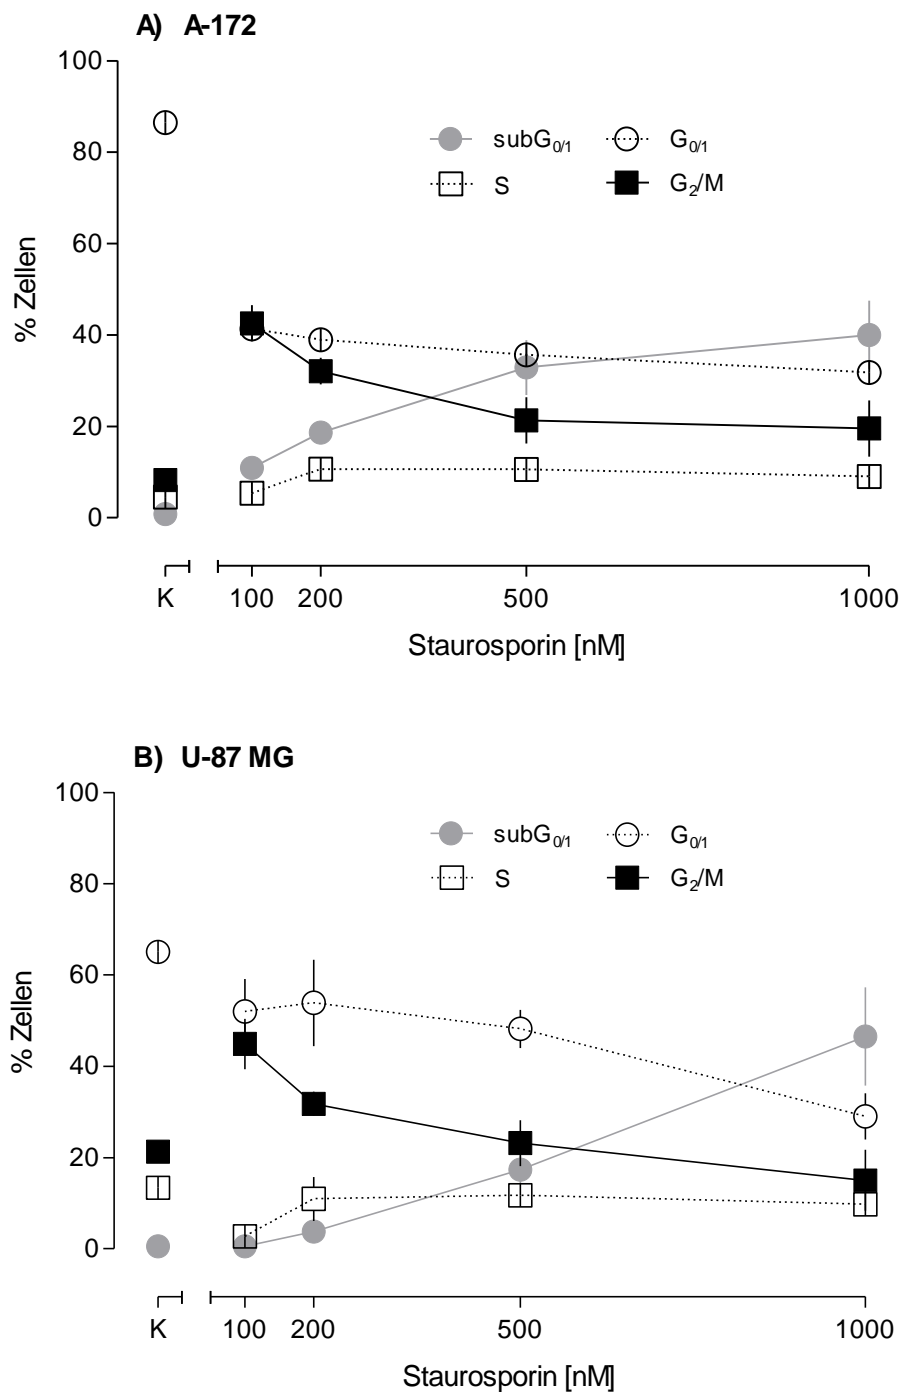 A) A-172
100
80
60
40
20
0
% Zellen
subG0/1 G0/1
S G2/M
K 100 200 500 1000
Staurosporin [nM]
B) U-87 MG
100
80
60
40
20
0
% Zellen
subG0/1 G0/1
S G2/M
K 100 200 500 1000
Staurosporin [nM]